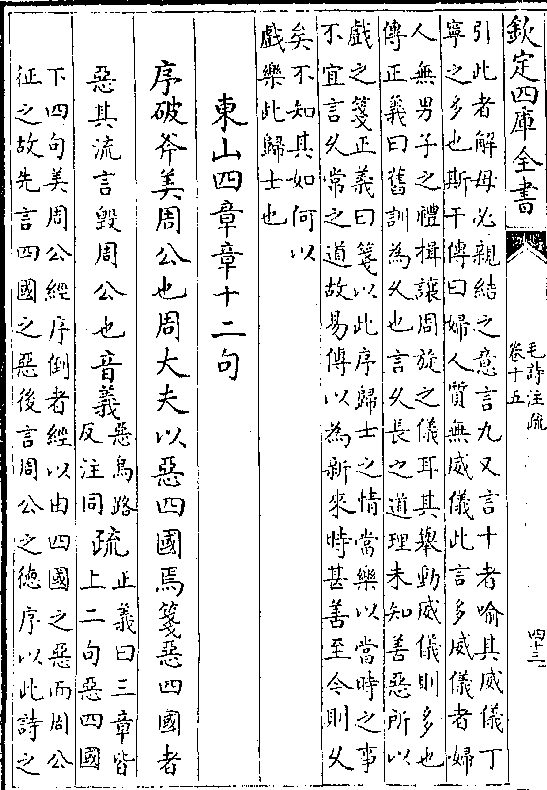 欽定四庫全書
毛詩注疏
卷十五
四十三
引此者解母必親結之意言九又言十者喻其威儀丁
寧之多也斯干傳曰婦人質無威儀此言多威儀者婦
人無男子之禮揖讓周旋之儀耳其舉動威儀則多也
傳正義曰舊訓為久也言久長之道理未知善惡所以
戲之箋正義曰箋以此序歸士之情當樂以當時之事
不宜言久常之道故易傳以為新來時甚善至今則久
矣不知其如何以
戲樂此歸士也
東山四章章十二句
序破斧美周公也周大夫以惡四國焉箋惡四國者
惡其流言毀周公也音義惡烏路反注同疏正義曰三章皆上二句惡四國
下四句美周公經序倒者經以由四國之惡而周公
征之故先言四國之惡後言周公之德序以此詩之